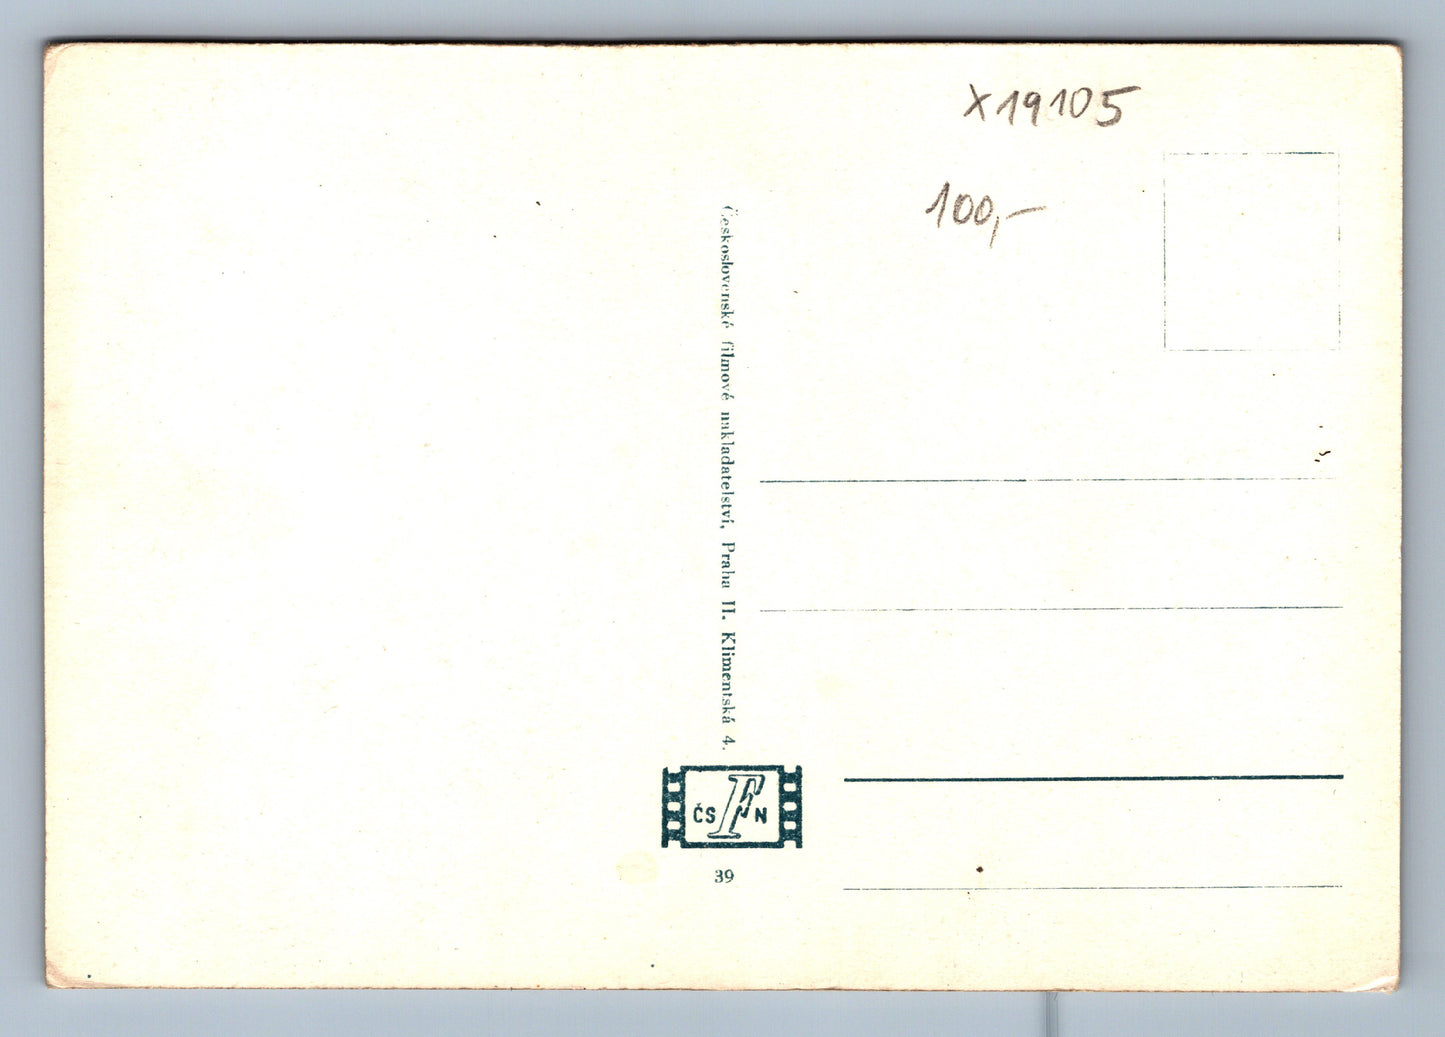 x19105
100,-
Československé filmové nakladatelství, Praha II. Klimentská 4.
ČS F N
39